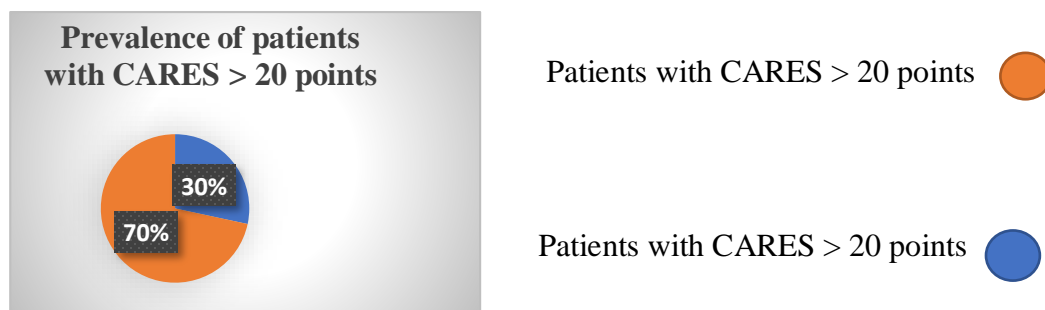 Prevalence of patients
with CARES > 20 points
30%
70%
Patients with CARES > 20 points
Patients with CARES > 20 points